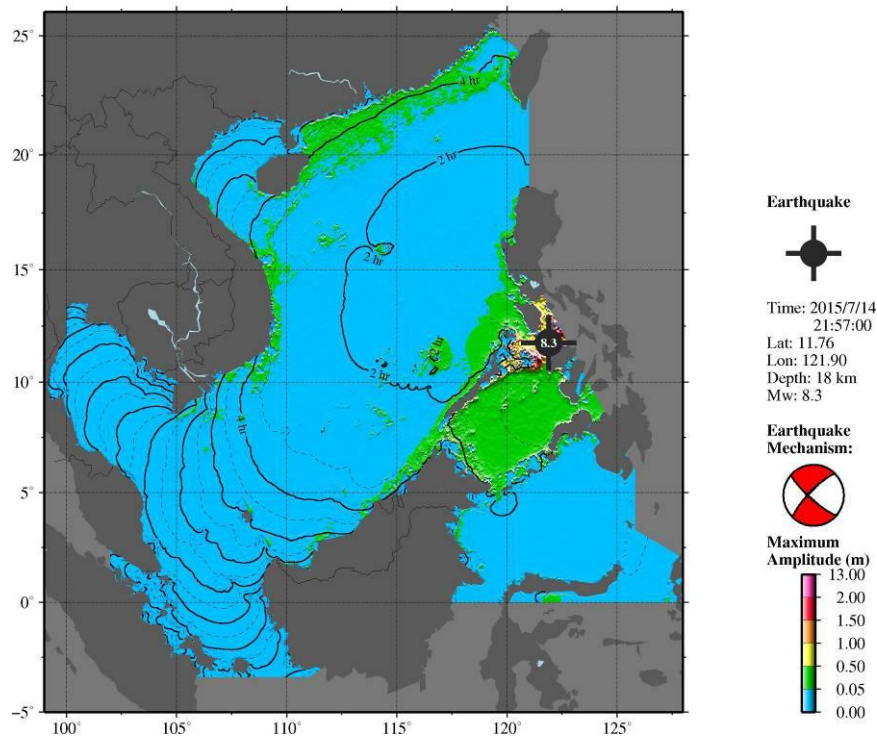 25°
20°
15°
10°
5°
0°
−5°
100°
105°
110°
115°
120°
125°
4 hr
2 hr
2 hr
2 hr
2 hr
4 hr
8.3
Earthquake
Time: 2015/7/14
21:57:00
Lat: 11.76
Lon: 121.90
Depth: 18 km
Mw: 8.3
Earthquake
Mechanism:
Maximum
Amplitude (m)
13.00
2.00
1.00
0.50
0.05
0.00